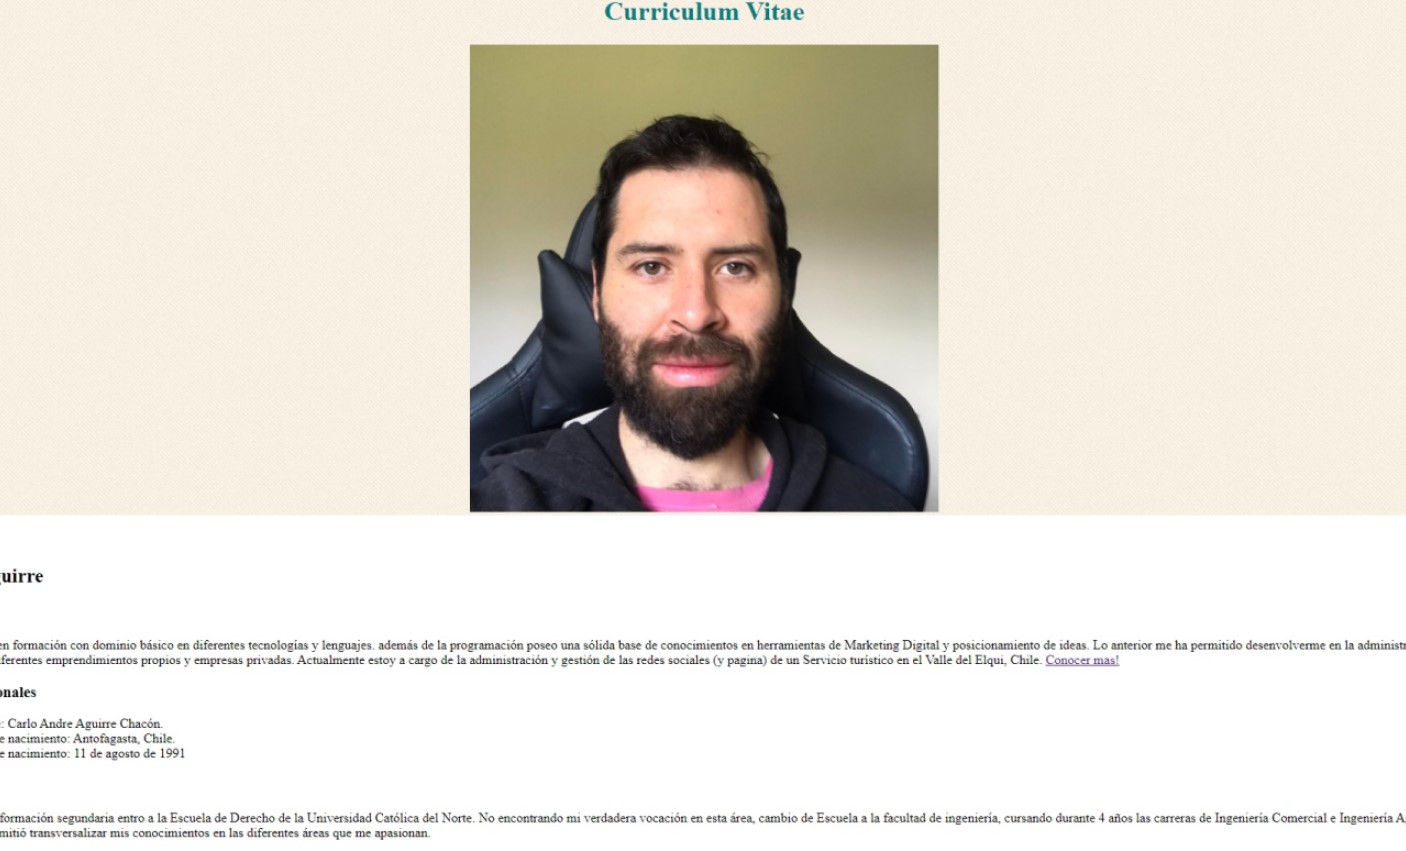 Curriculum Vitae
guirre
en formación con dominio básico en diferentes tecnologías y lenguajes. además de la programación poseo una sólida base de conocimientos en herramientas de Marketing Digital y posicionamiento de ideas. Lo anterior me ha permitido desenvolverme en la administr
iferentes emprendimientos propios y empresas privadas. Actualmente estoy a cargo de la administración y gestión de las redes sociales (y pagina) de un Servicio turístico en el Valle del Elqui, Chile. Conocer mas!
onales
: Carlo Andre Aguirre Chacón.
e nacimiento: Antofagasta, Chile.
e nacimiento: 11 de agosto de 1991
formación segundaria entro a la Escuela de Derecho de la Universidad Católica del Norte. No encontrando mi verdadera vocación en esta área, cambio de Escuela a la facultad de ingeniería, cursando durante 4 años las carreras de Ingeniería Comercial e Ingeniería A
mitió transversalizar mis conocimientos en las diferentes áreas que me apasionan.